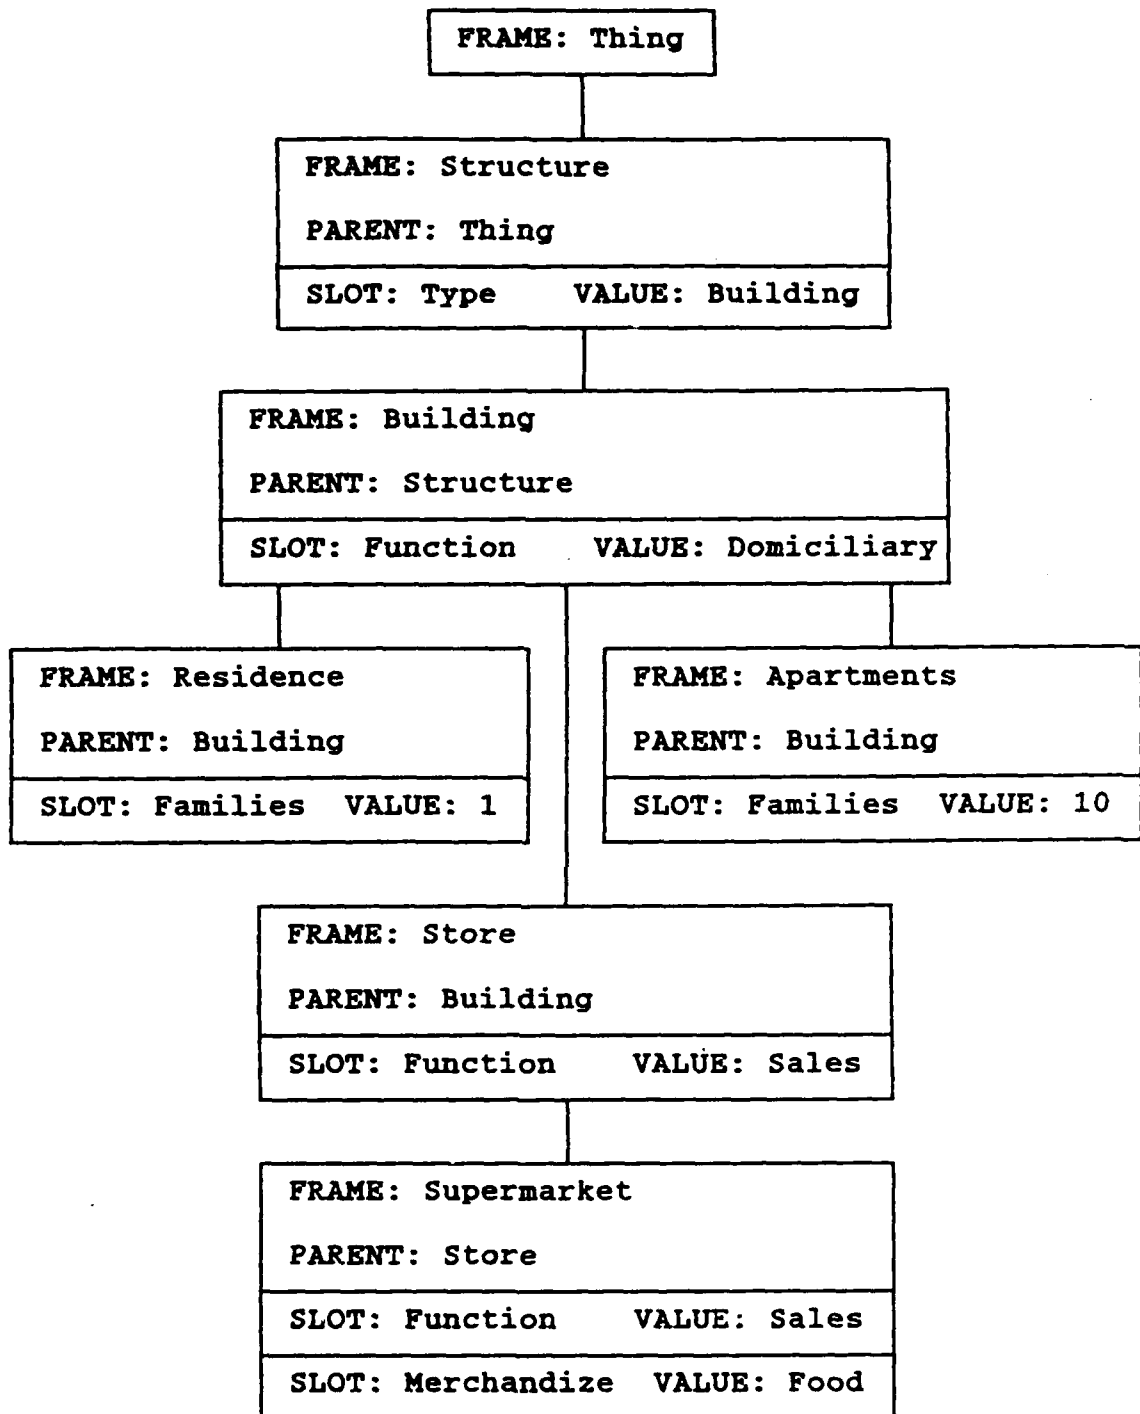 FRAME: Thing
FRAME: Structure
PARENT: Thing
SLOT: Type VALUE: Building
FRAME: Building
PARENT: Structure
SLOT: Function VALUE: Domiciliary
FRAME: Residence
PARENT: Building
SLOT: Families VALUE: 1
FRAME: Apartments
PARENT: Building
SLOT: Families VALUE: 10
FRAME: Store
PARENT: Building
SLOT: Function VALUE: Sales
FRAME: Supermarket
PARENT: Store
SLOT: Function VALUE: Sales
SLOT: Merchandize VALUE: Food